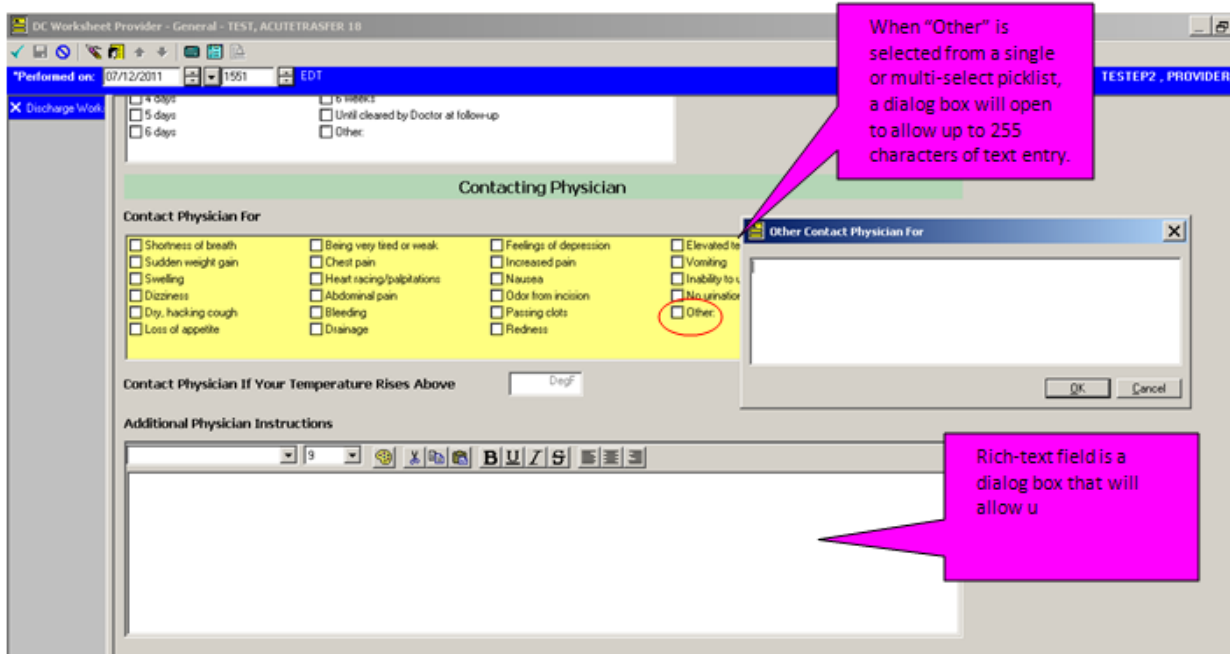 DC Worksheet Provider - General - TEST, ACUTETRASFER 18
When “Other” is
selected from a single
or multi-select picklist,
a dialog box will open
to allow up to 255
characters of text entry.
*Performed on: 07/12/2011 1551 EDT
TESTEP2 , PROVIDER
Discharge Work
4 days 6 weeks
5 days Until cleared by Doctor at follow-up
6 days Other:
Contacting Physician
Contact Physician For
Shortness of breath Being very tired or weak Feelings of depression Elevated te
Sudden weight gain Chest pain Increased pain Vomiting
Swelling Heart racing/palpitations Nausea Inability to u
Dizziness Abdominal pain Odor from incision No urination
Dry, hacking cough Bleeding Passing clots Other:
Loss of appetite Drainage Redness
Other Contact Physician For
OK Cancel
Contact Physician If Your Temperature Rises Above DegF
Additional Physician Instructions
9 B U I S
Rich-text field is a
dialog box that will
allow u